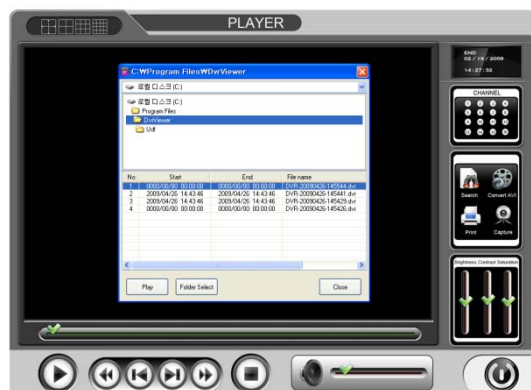 PLAYER
END
02 / 19 / 2009
14 : 27 : 32
CHANNEL
C:₩Program Files₩DvrViewer
로컬 디스크 (C:)
로컬 디스크 (C:)
Program Files
DvrViewer
Udf
No Start End File name
1 0000/00/00 00:00:00 0000/00/00 00:00:00 DVR-20090426-145544.dvr
2 2009/04/26 14:43:46 2009/04/26 14:43:46 DVR-20090426-145441.dvr
3 2009/04/26 14:43:46 2009/04/26 14:43:46 DVR-20090426-145429.dvr
4 0000/00/00 00:00:00 0000/00/00 00:00:00 DVR-20090426-145426.dvr
Play Folder Select Close
Search Convert AVI
Print Capture
Brightness Contrast Saturation